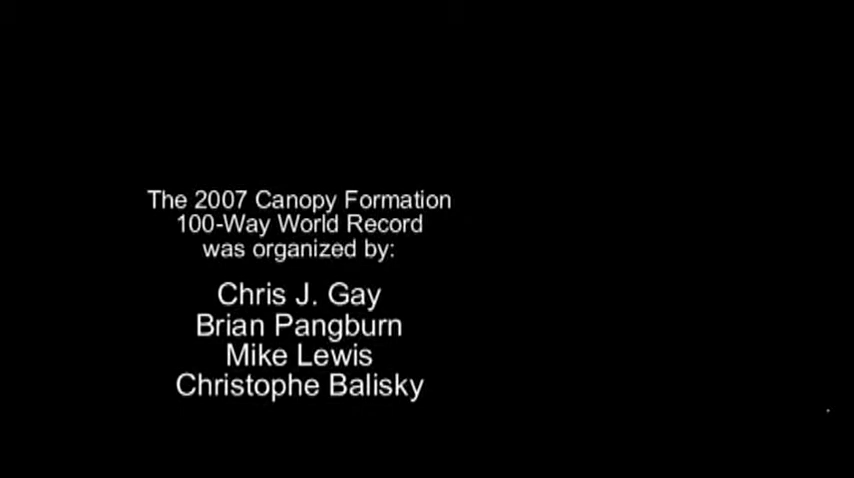 The 2007 Canopy Formation
100-Way World Record
was organized by:
Chris J. Gay
Brian Pangburn
Mike Lewis
Christophe Balisky